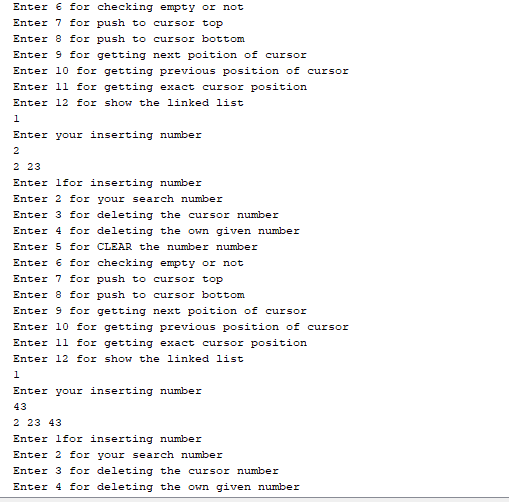 Enter 6 for checking empty or not
Enter 7 for push to cursor top
Enter 8 for push to cursor bottom
Enter 9 for getting next poition of cursor
Enter 10 for getting previous position of cursor
Enter 11 for getting exact cursor position
Enter 12 for show the linked list
1
Enter your inserting number
2
2 23
Enter 1for inserting number
Enter 2 for your search number
Enter 3 for deleting the cursor number
Enter 4 for deleting the own given number
Enter 5 for CLEAR the number number
Enter 6 for checking empty or not
Enter 7 for push to cursor top
Enter 8 for push to cursor bottom
Enter 9 for getting next poition of cursor
Enter 10 for getting previous position of cursor
Enter 11 for getting exact cursor position
Enter 12 for show the linked list
1
Enter your inserting number
43
2 23 43
Enter 1for inserting number
Enter 2 for your search number
Enter 3 for deleting the cursor number
Enter 4 for deleting the own given number